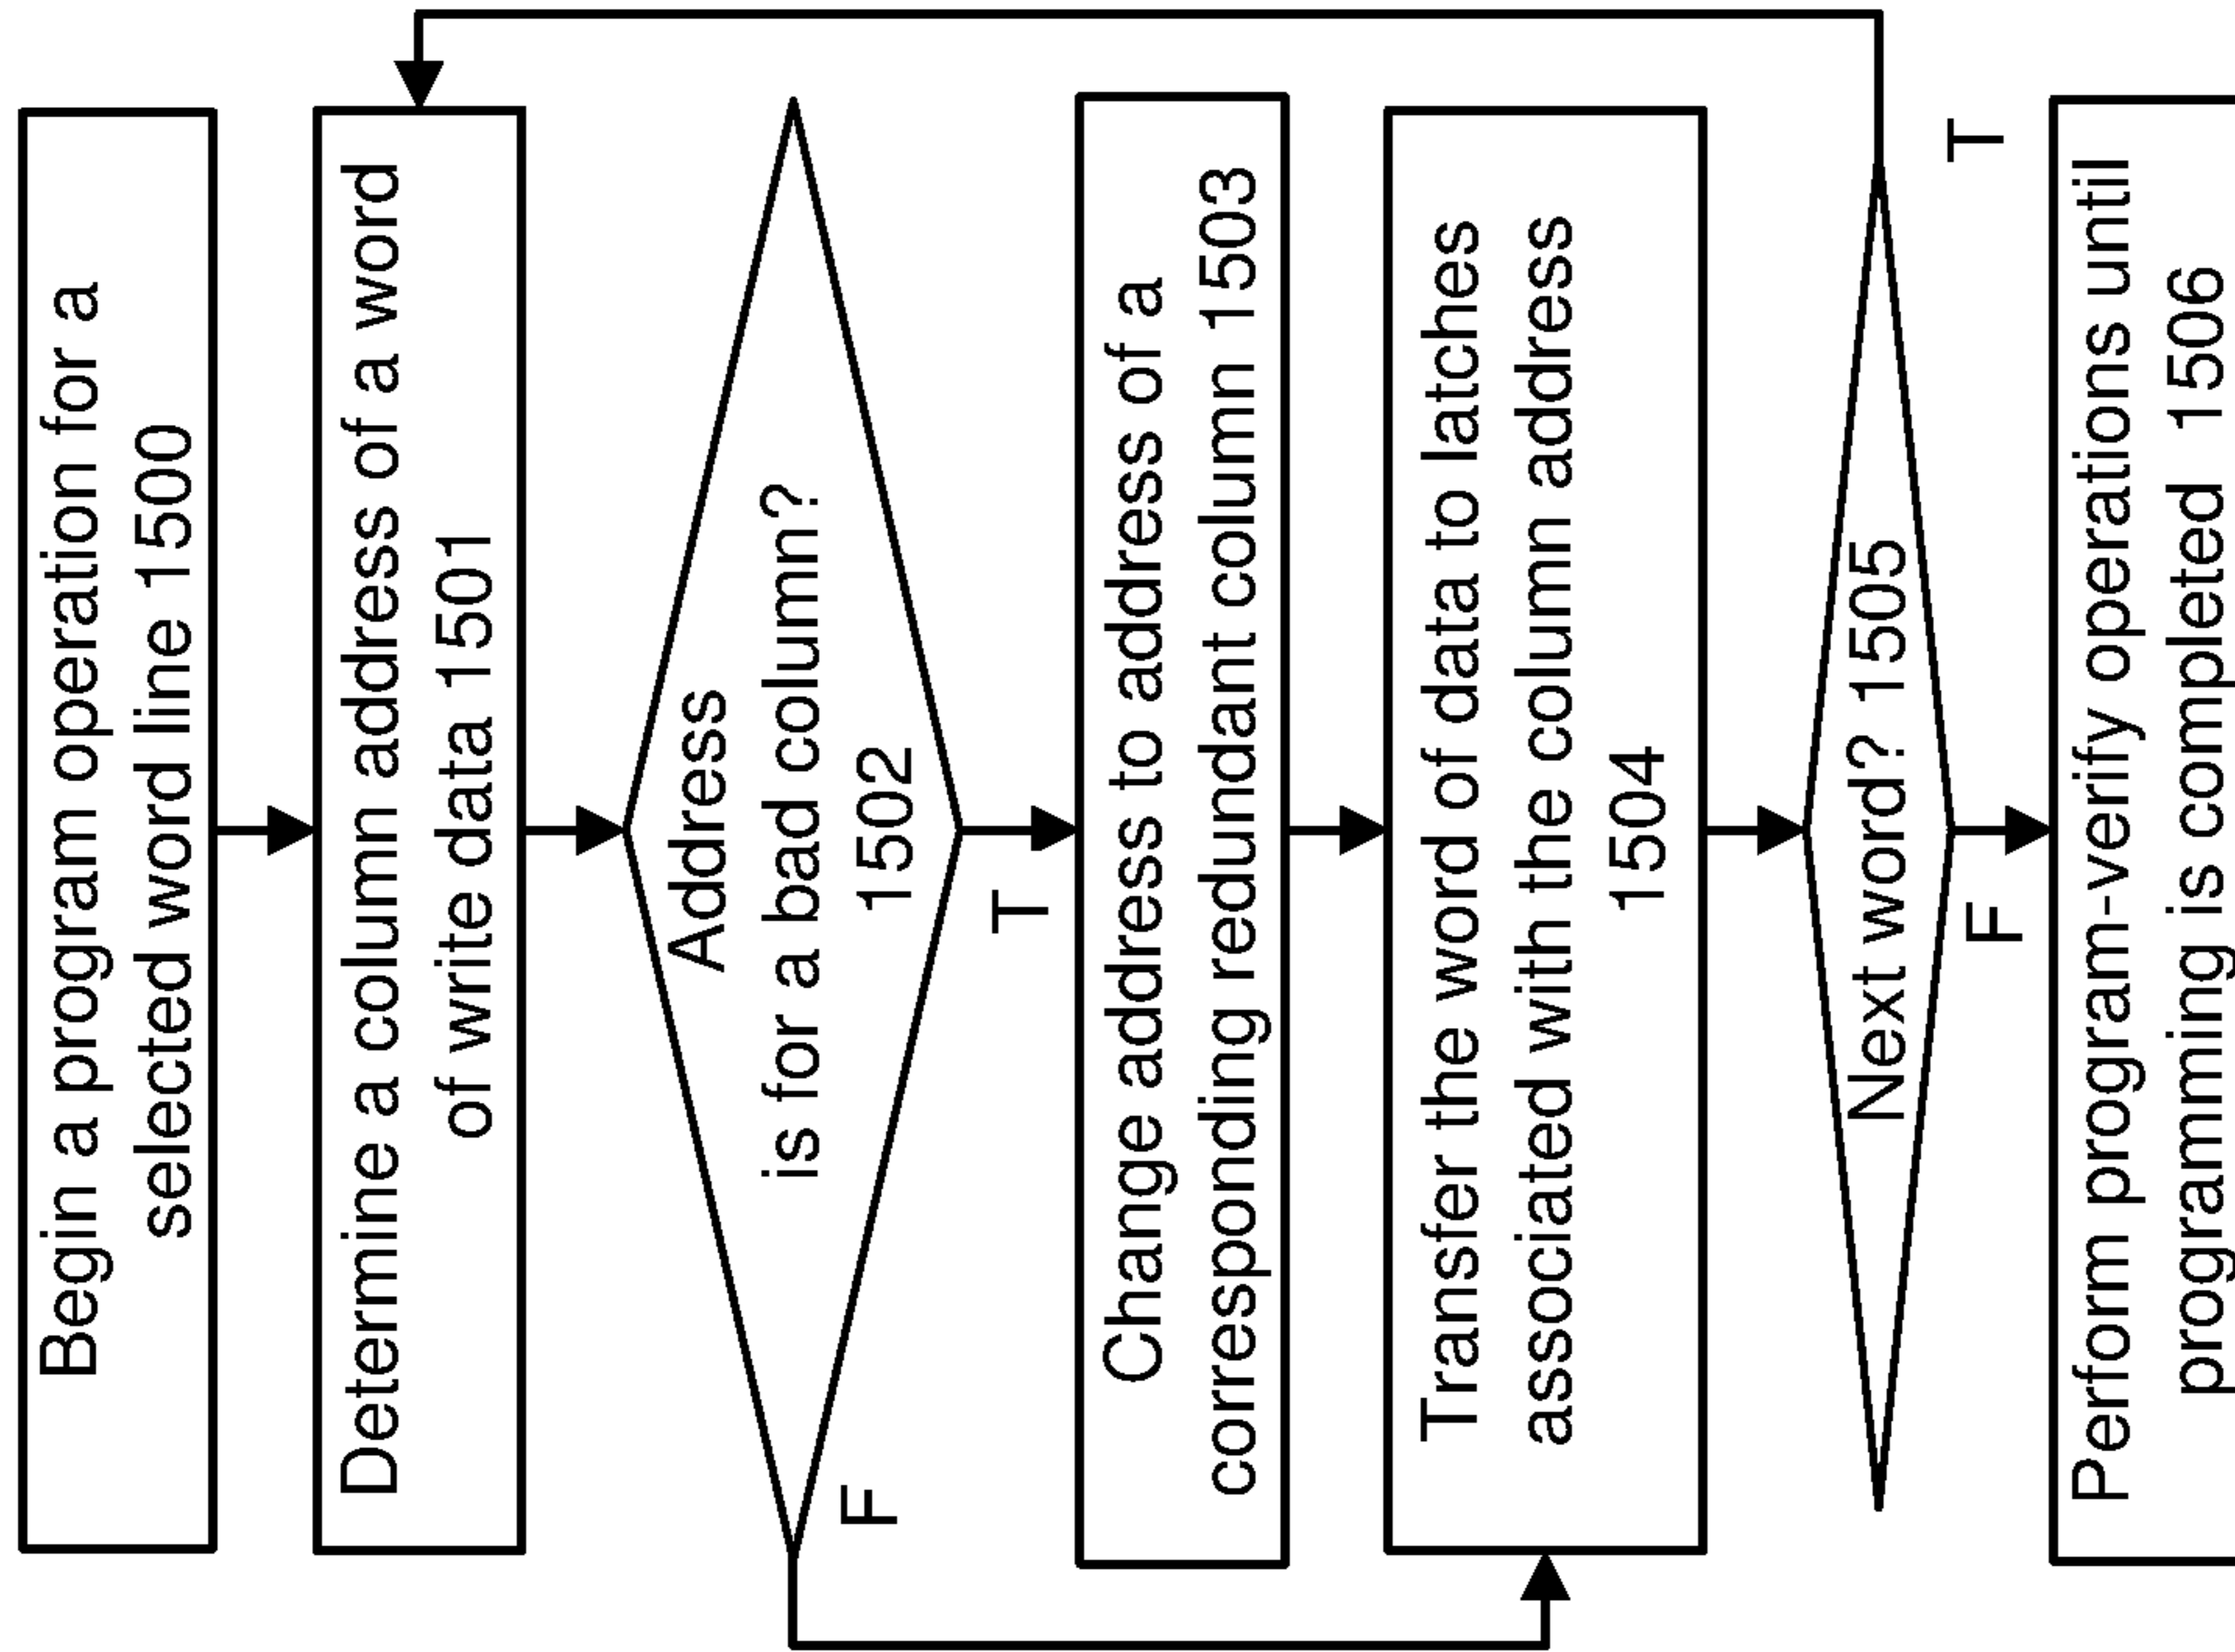 Begin a program operation for a
selected word line 1500
Determine a column address of a word
of write data 1501
Address
is for a bad column?
1502
F
T
Change address to address of a
corresponding redundant column 1503
Transfer the word of data to latches
associated with the column address
1504
Next word? 1505
T
F
Perform program-verify operations until
programming is completed 1506